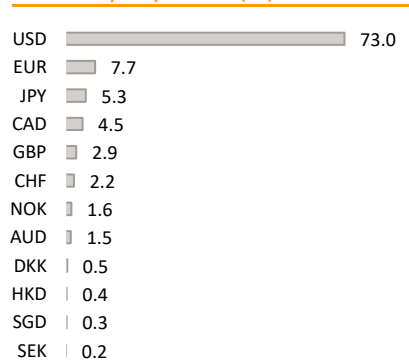 USD 73.0
EUR 7.7
JPY 5.3
CAD 4.5
GBP 2.9
CHF 2.2
NOK 1.6
AUD 1.5
DKK 0.5
HKD 0.4
SGD 0.3
SEK 0.2